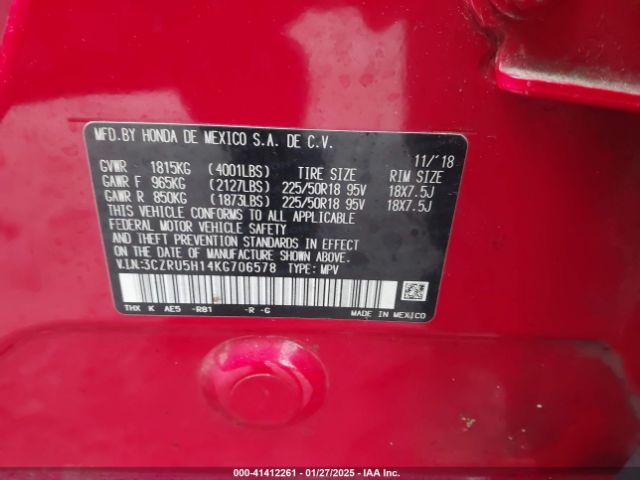 MFD.BY HONDA DE MEXICO S.A. DE C.V.
11/'18
GVWR 1815KG (4001LBS) TIRE SIZE RIM SIZE
GAWR F 965KG (2127LBS) 225/50R18 95V 18X7.5J
GAWR R 850KG (1873LBS) 225/50R18 95V 18X7.5J
THIS VEHICLE CONFORMS TO ALL APPLICABLE
FEDERAL MOTOR VEHICLE SAFETY
AND THEFT PREVENTION STANDARDS IN EFFECT
ON THE DATE OF MANUFACTURE SHOWN ABOVE.
V.I.N.:3CZRU5H14KG706578 TYPE: MPV
THX K AE5 -R81 -R -G MADE IN MEXICO
000-41412261 - 01/27/2025 - IAA Inc.